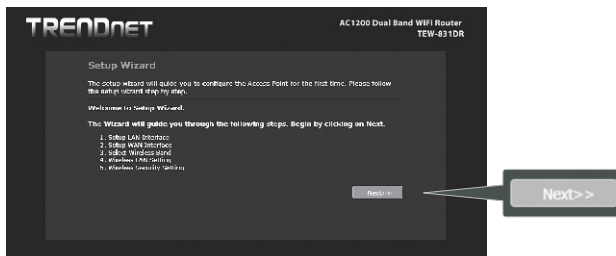 TRENDNET
AC1200 Dual Band WiFi Router
TEW-831DR
Setup Wizard
The setup wizard will guide you to configure the Access Point for the first time. Please follow
the setup wizard step by step.
Welcome to Setup Wizard.
The Wizard will guide you through the following steps. Begin by clicking on Next.
1. Setup LAN Interface
2. Setup WAN Interface
3. Select Wireless Band
4. Wireless LAN Setting
5. Wireless Security Setting
Next>>
Next>>